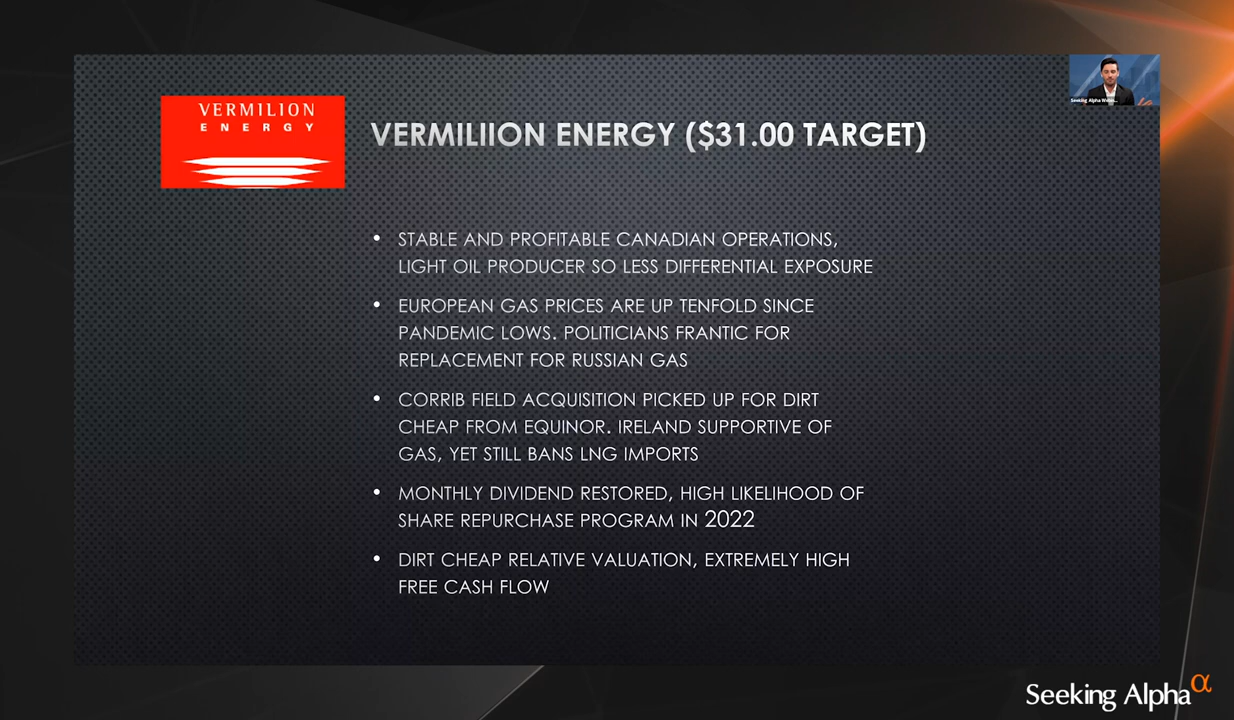 VERMILION
ENERGY
VERMILIION ENERGY ($31.00 TARGET)
• STABLE AND PROFITABLE CANADIAN OPERATIONS,
LIGHT OIL PRODUCER SO LESS DIFFERENTIAL EXPOSURE
• EUROPEAN GAS PRICES ARE UP TENFOLD SINCE
PANDEMIC LOWS. POLITICIANS FRANTIC FOR
REPLACEMENT FOR RUSSIAN GAS
• CORRIB FIELD ACQUISITION PICKED UP FOR DIRT
CHEAP FROM EQUINOR. IRELAND SUPPORTIVE OF
GAS, YET STILL BANS LNG IMPORTS
• MONTHLY DIVIDEND RESTORED, HIGH LIKELIHOOD OF
SHARE REPURCHASE PROGRAM IN 2022
• DIRT CHEAP RELATIVE VALUATION, EXTREMELY HIGH
FREE CASH FLOW
Seeking Alpha α